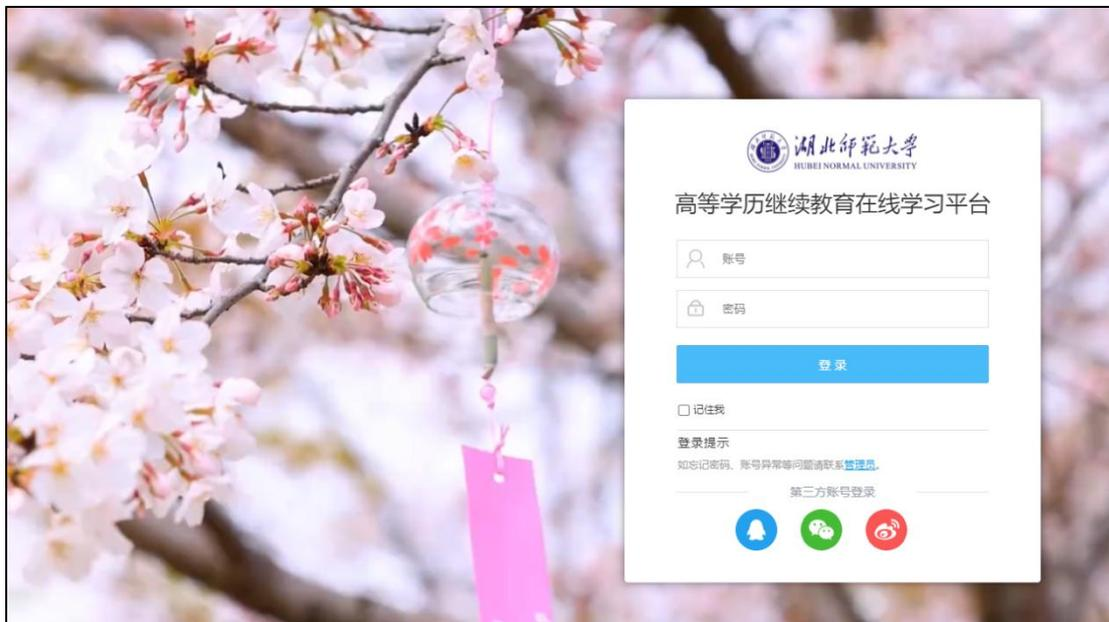 湖北师范大学
HUBEI NORMAL UNIVERSITY
高等学历继续教育在线学习平台
账号
密码
登录
记住我
登录提示
如忘记密码、账号异常等问题请联系管理员。
第三方账号登录